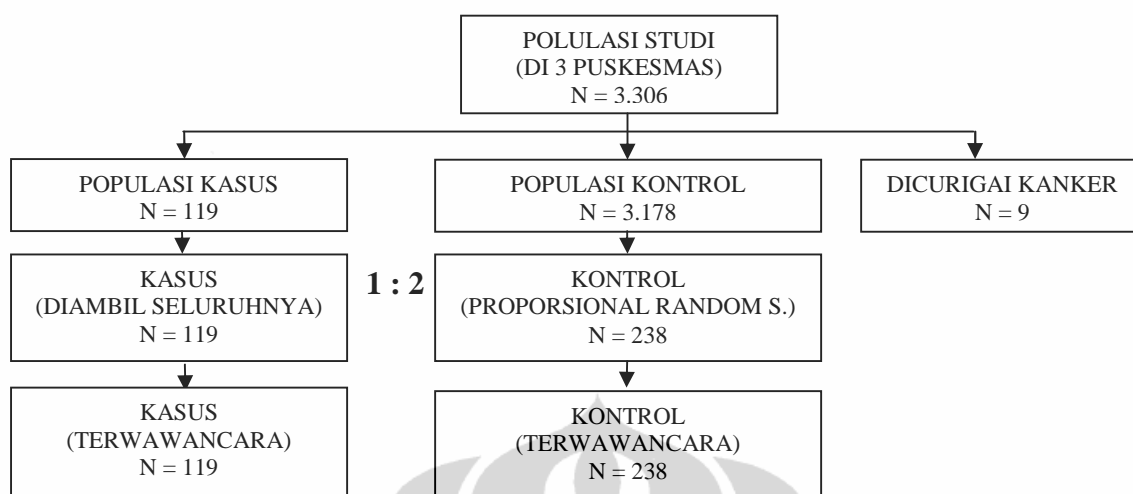 POLULASI STUDI
(DI 3 PUSKESMAS)
N = 3.306
POPULASI KASUS
N = 119
POPULASI KONTROL
N = 3.178
DICURIGAI KANKER
N = 9
KASUS
(DIAMBIL SELURUHNYA)
N = 119
1 : 2
KONTROL
(PROPORSIONAL RANDOM S.)
N = 238
KASUS
(TERWAWANCARA)
N = 119
KONTROL
(TERWAWANCARA)
N = 238